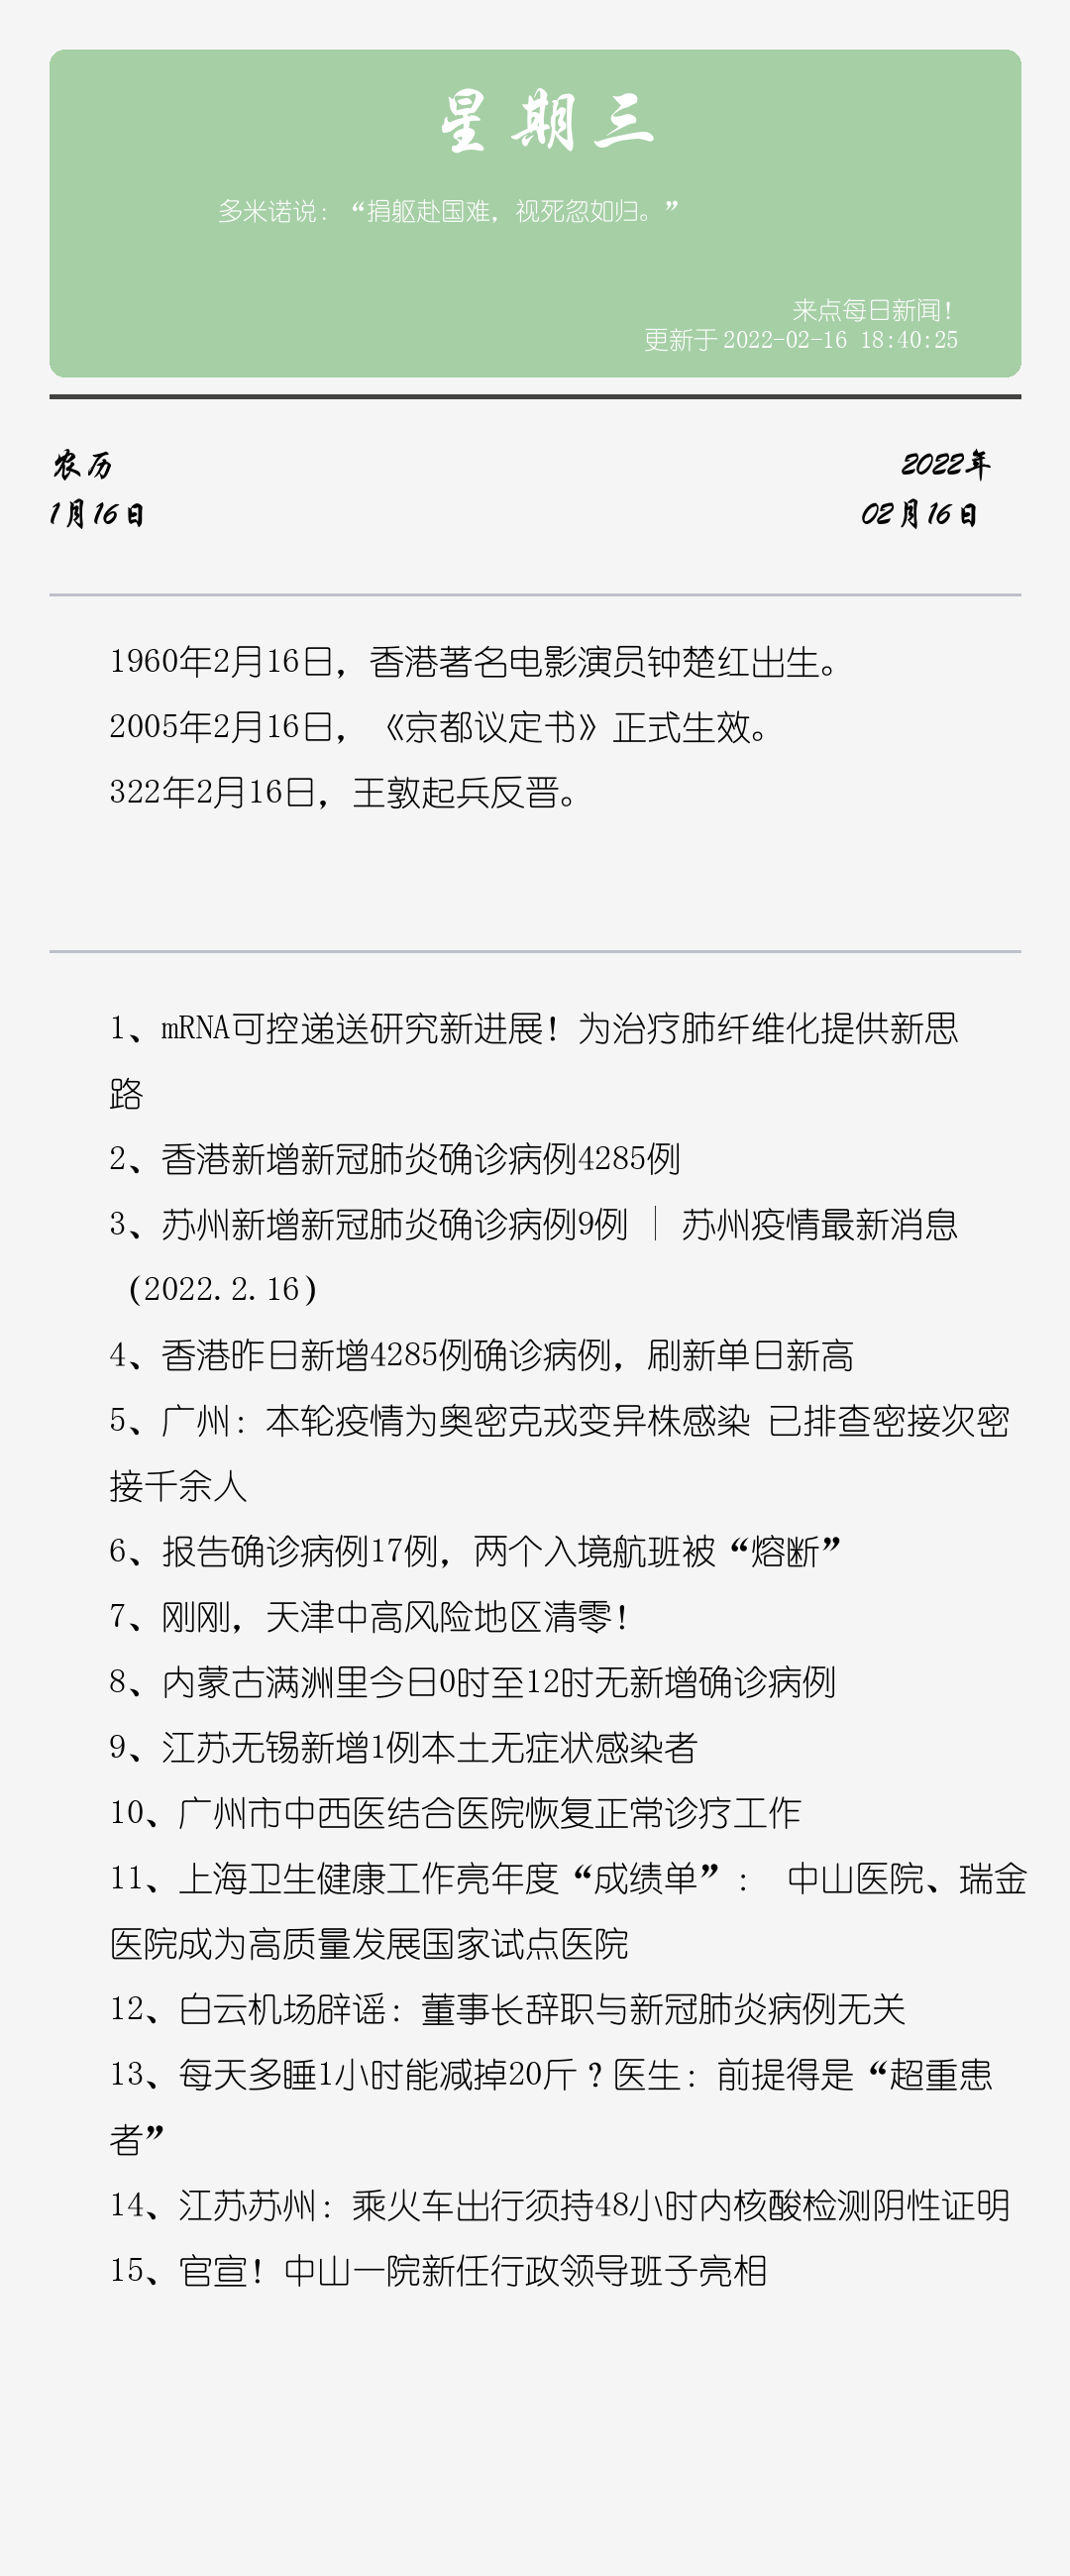 星期三
多米诺说：“捐躯赴国难，视死忽如归。”
来点每日新闻！
更新于 2022-02-16 18:40:25
农历
2022年
1月16日
02月16日
1960年2月16日，香港著名电影演员钟楚红出生。
2005年2月16日，《京都议定书》正式生效。
322年2月16日，王敦起兵反晋。
1、mRNA可控递送研究新进展！为治疗肺纤维化提供新思
路
2、香港新增新冠肺炎确诊病例4285例
3、苏州新增新冠肺炎确诊病例9例 | 苏州疫情最新消息
（2022.2.16）
4、香港昨日新增4285例确诊病例，刷新单日新高
5、广州：本轮疫情为奥密克戎变异株感染 已排查密接次密
接千余人
6、报告确诊病例17例，两个入境航班被“熔断”
7、刚刚，天津中高风险地区清零！
8、内蒙古满洲里今日0时至12时无新增确诊病例
9、江苏无锡新增1例本土无症状感染者
10、广州市中西医结合医院恢复正常诊疗工作
11、上海卫生健康工作亮年度“成绩单”： 中山医院、瑞金
医院成为高质量发展国家试点医院
12、白云机场辟谣：董事长辞职与新冠肺炎病例无关
13、每天多睡1小时能减掉20斤？医生：前提得是“超重患
者”
14、江苏苏州：乘火车出行须持48小时内核酸检测阴性证明
15、官宣！中山一院新任行政领导班子亮相